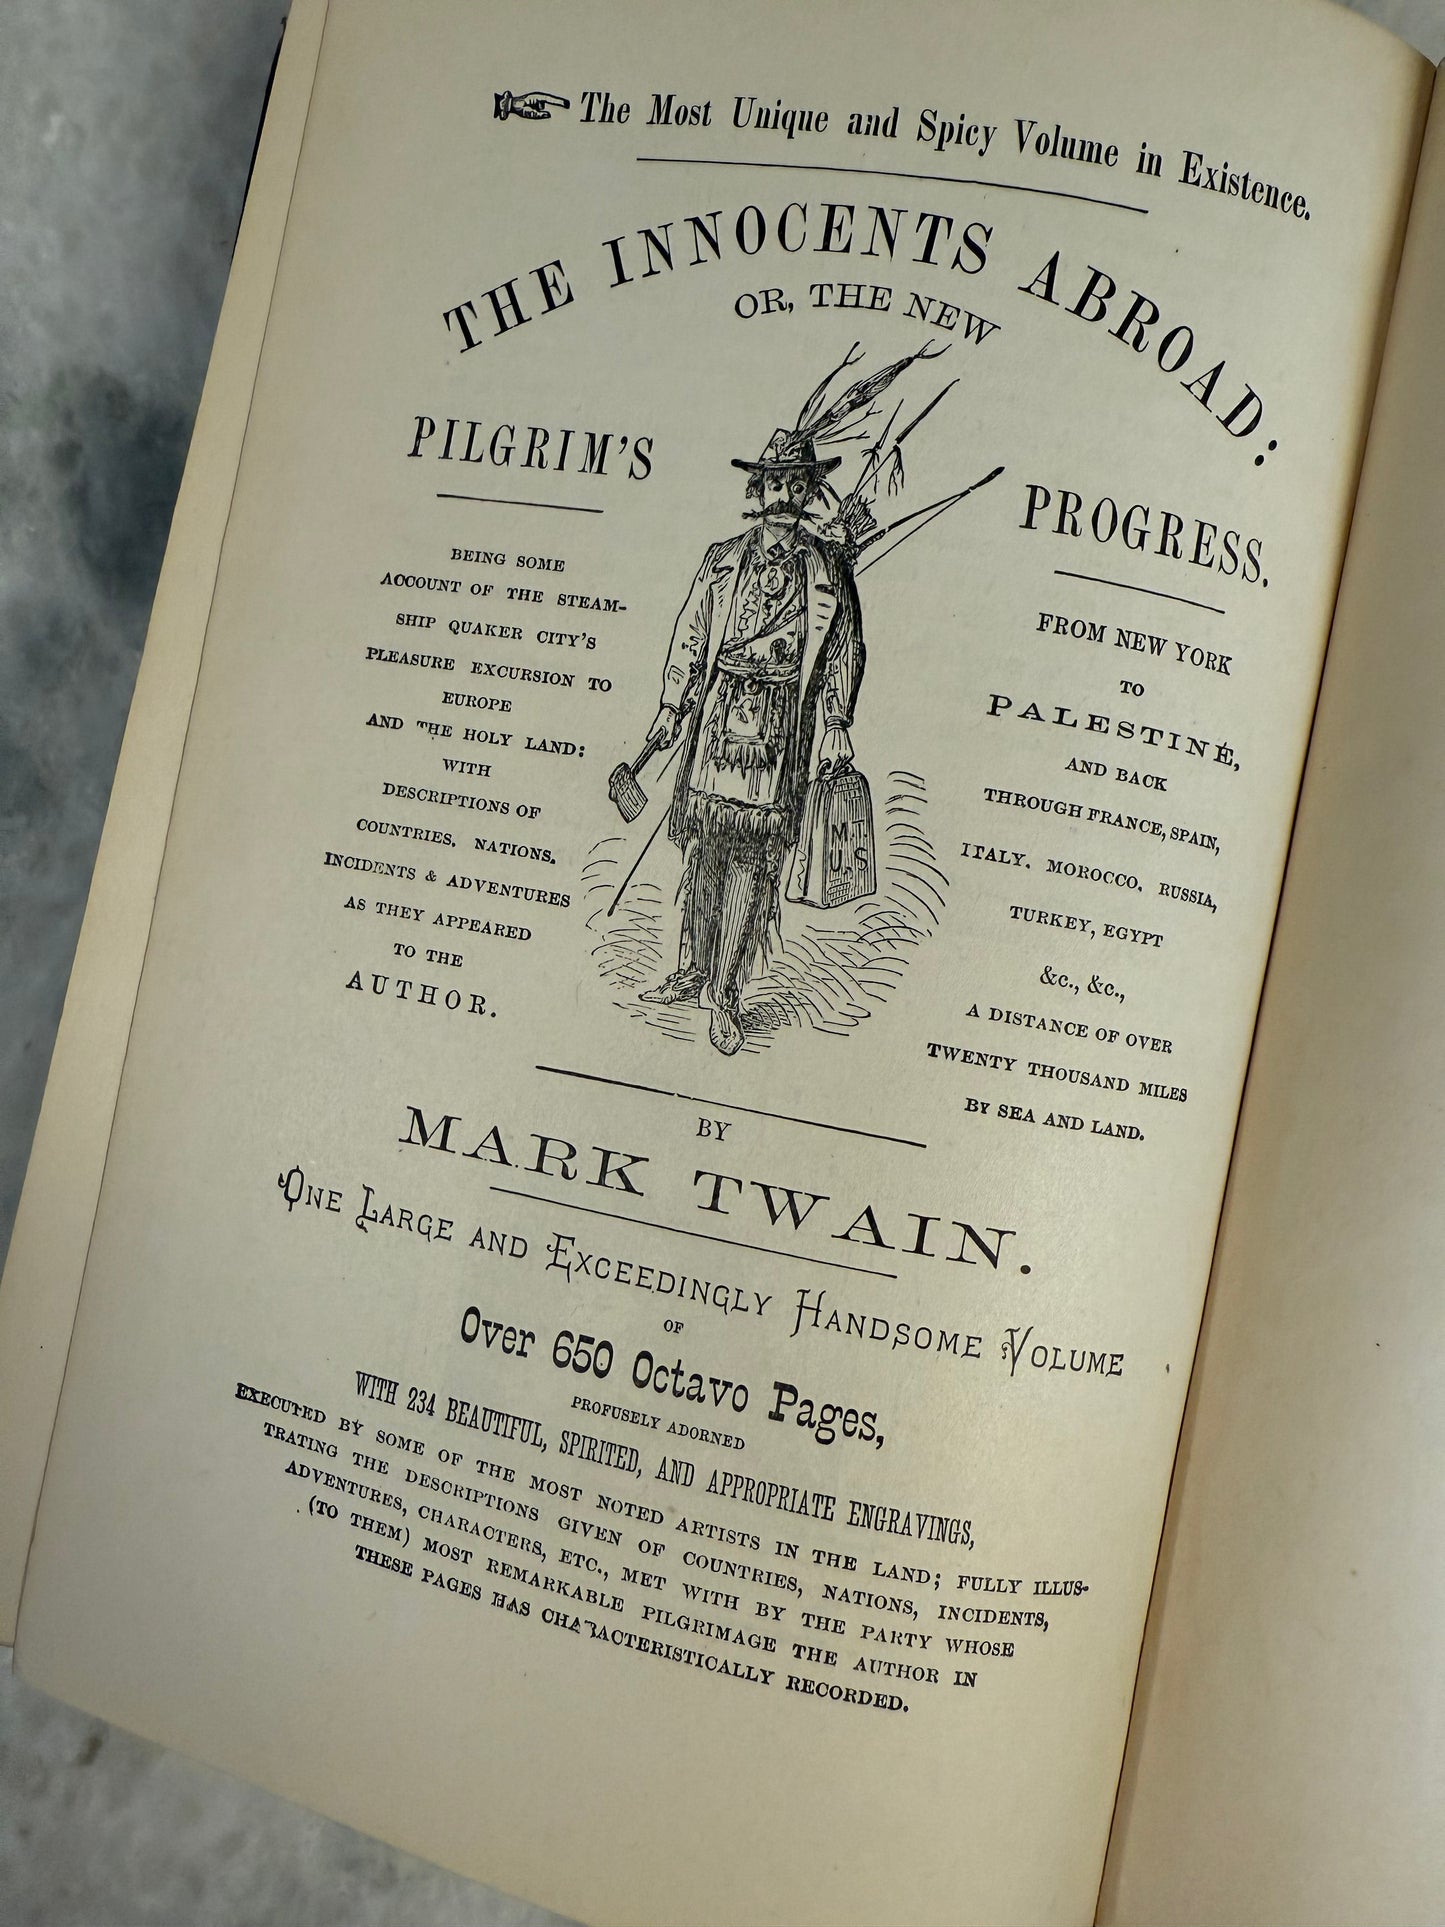 The Most Unique and Spicy Volume in Existence.
THE INNOCENTS ABROAD:
OR, THE NEW
PILGRIM'S
BEING SOME
ACCOUNT OF THE STEAM-
SHIP QUAKER CITY'S
PLEASURE EXCURSION TO
EUROPE
AND THE HOLY LAND:
WITH
DESCRIPTIONS OF
COUNTRIES. NATIONS.
INCIDENTS & ADVENTURES
AS THEY APPEARED
TO THE
AUTHOR.
M.T.
U.S
PROGRESS.
FROM NEW YORK
TO
PALESTINE,
AND BACK
THROUGH FRANCE, SPAIN,
ITALY. MOROCCO. RUSSIA,
TURKEY, EGYPT
&c., &c.,
A DISTANCE OF OVER
TWENTY THOUSAND MILES
BY SEA AND LAND.
BY
MARK TWAIN.
ONE LARGE AND EXCEEDINGLY HANDSOME VOLUME
OF
Over 650 Octavo Pages,
PROFUSELY ADORNED
WITH 234 BEAUTIFUL, SPIRITED, AND APPROPRIATE ENGRAVINGS,
EXECUTED BY SOME OF THE MOST NOTED ARTISTS IN THE LAND; FULLY ILLUS-
TRATING THE DESCRIPTIONS GIVEN OF COUNTRIES, NATIONS, INCIDENTS,
ADVENTURES, CHARACTERS, ETC., MET WITH BY THE PARTY WHOSE
(TO THEM) MOST REMARKABLE PILGRIMAGE THE AUTHOR IN
THESE PAGES HAS CHARACTERISTICALLY RECORDED.